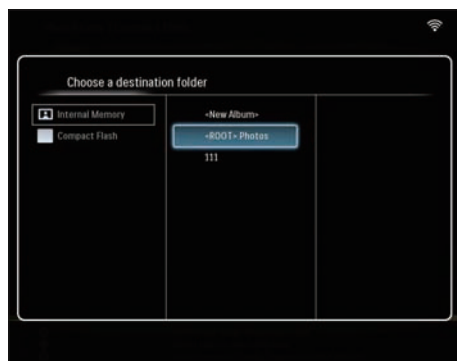 Choose a destination folder
Internal Memory
Compact Flash
<New Album>
<ROOT> Photos
111